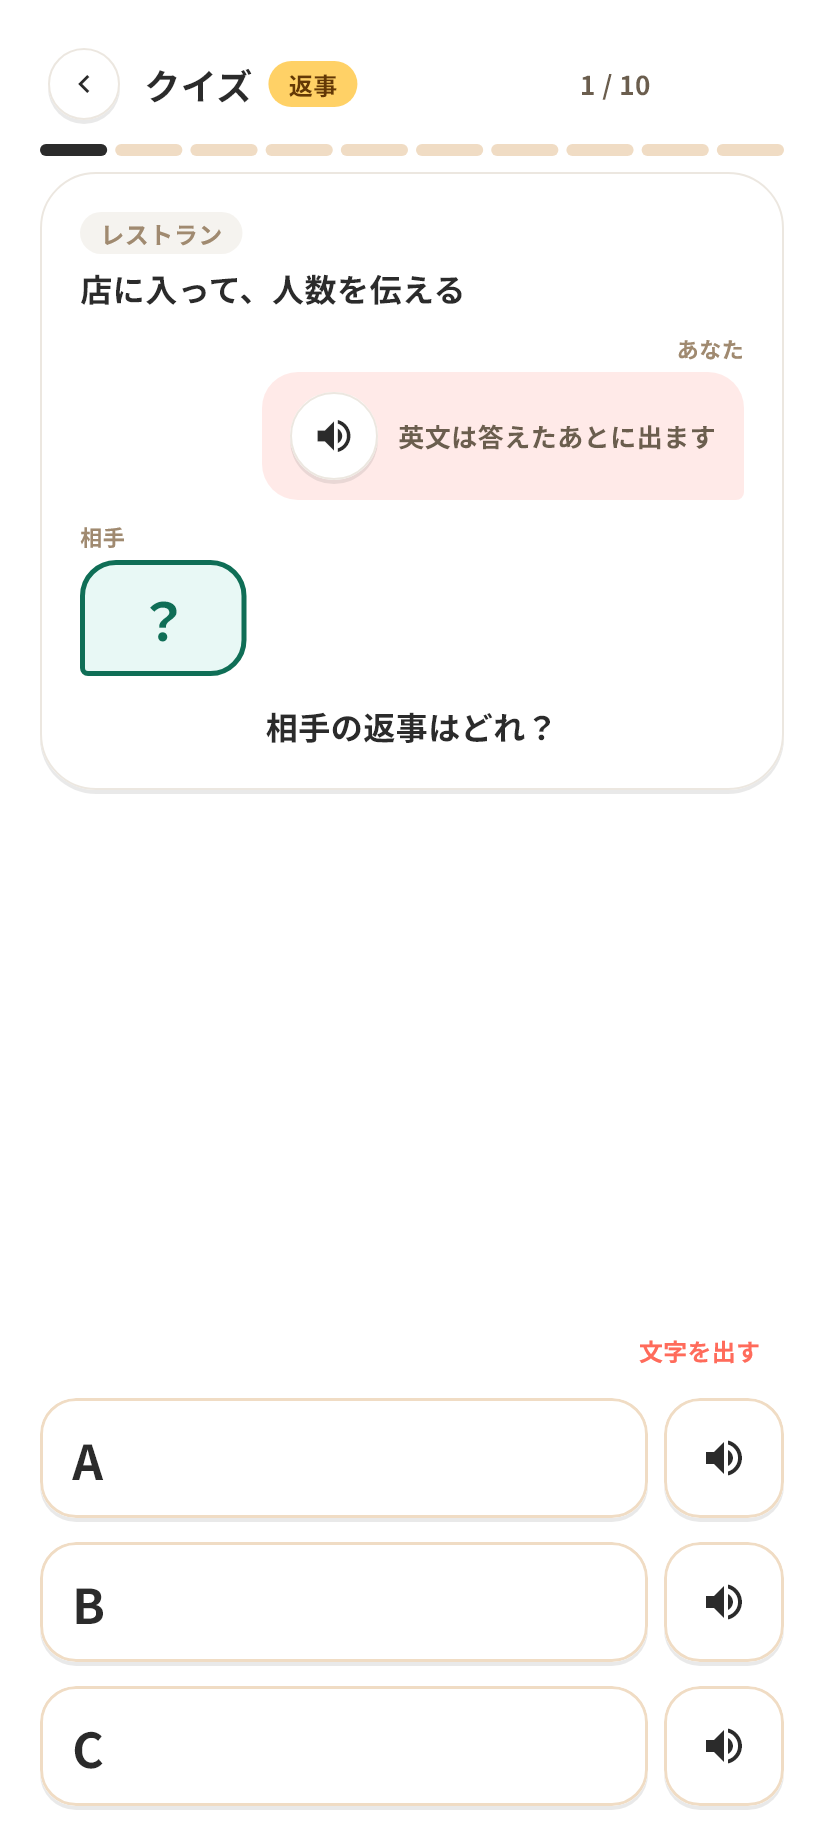 クイズ 返事 1 / 10
レストラン
店に入って、人数を伝える
あなた
英文は答えたあとに出ます
相手
?
相手の返事はどれ？
文字を出す
A
B
C